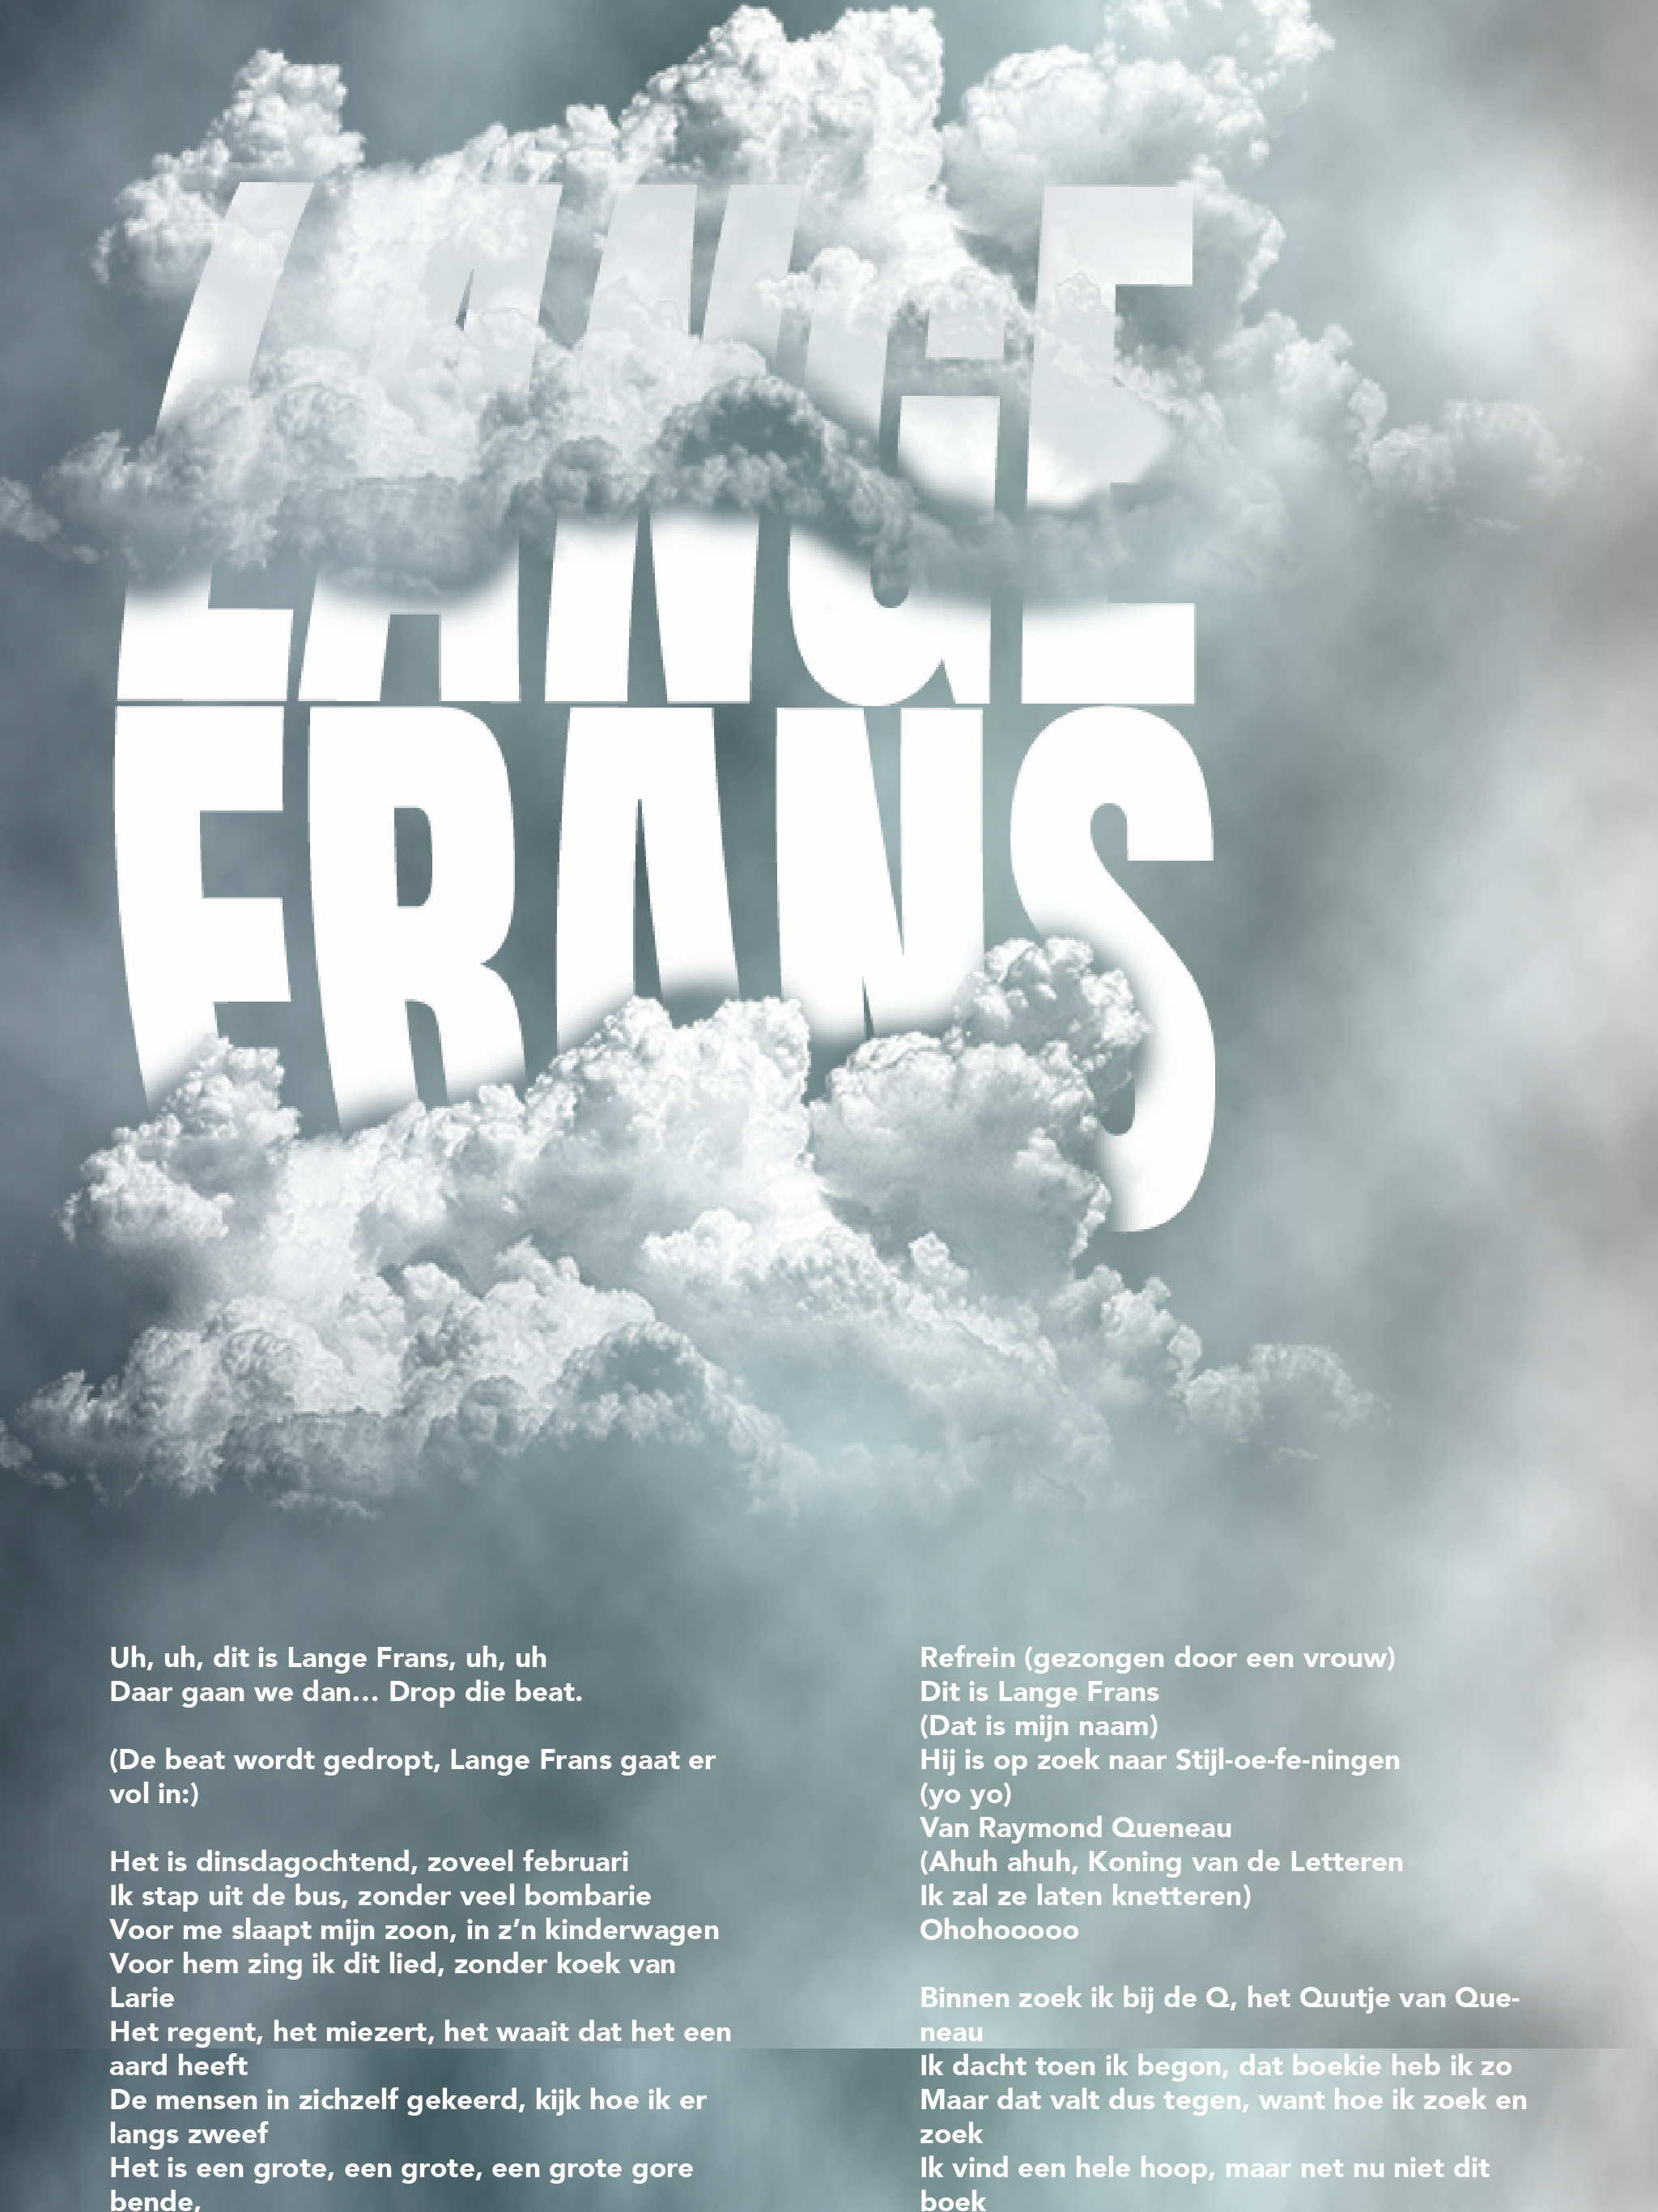 LANGE
FRANS
Uh, uh, dit is Lange Frans, uh, uh
Daar gaan we dan... Drop die beat.
(De beat wordt gedropt, Lange Frans gaat er
vol in:)
Het is dinsdagochtend, zoveel februari
Ik stap uit de bus, zonder veel bombarie
Voor me slaapt mijn zoon, in z’n kinderwagen
Voor hem zing ik dit lied, zonder koek van
Larie
Het regent, het miezert, het waait dat het een
aard heeft
De mensen in zichzelf gekeerd, kijk hoe ik er
langs zweef
Het is een grote, een grote, een grote gore
bende,
Refrein (gezongen door een vrouw)
Dit is Lange Frans
(Dat is mijn naam)
Hij is op zoek naar Stijl-oe-fe-ningen
(yo yo)
Van Raymond Queneau
(Ahuh ahuh, Koning van de Letteren
Ik zal ze laten knetteren)
Ohohooooo
Binnen zoek ik bij de Q, het Quutje van Que-
neau
Ik dacht toen ik begon, dat boekie heb ik zo
Maar dat valt dus tegen, want hoe ik zoek en
zoek
Ik vind een hele hoop, maar net nu niet dit
boek